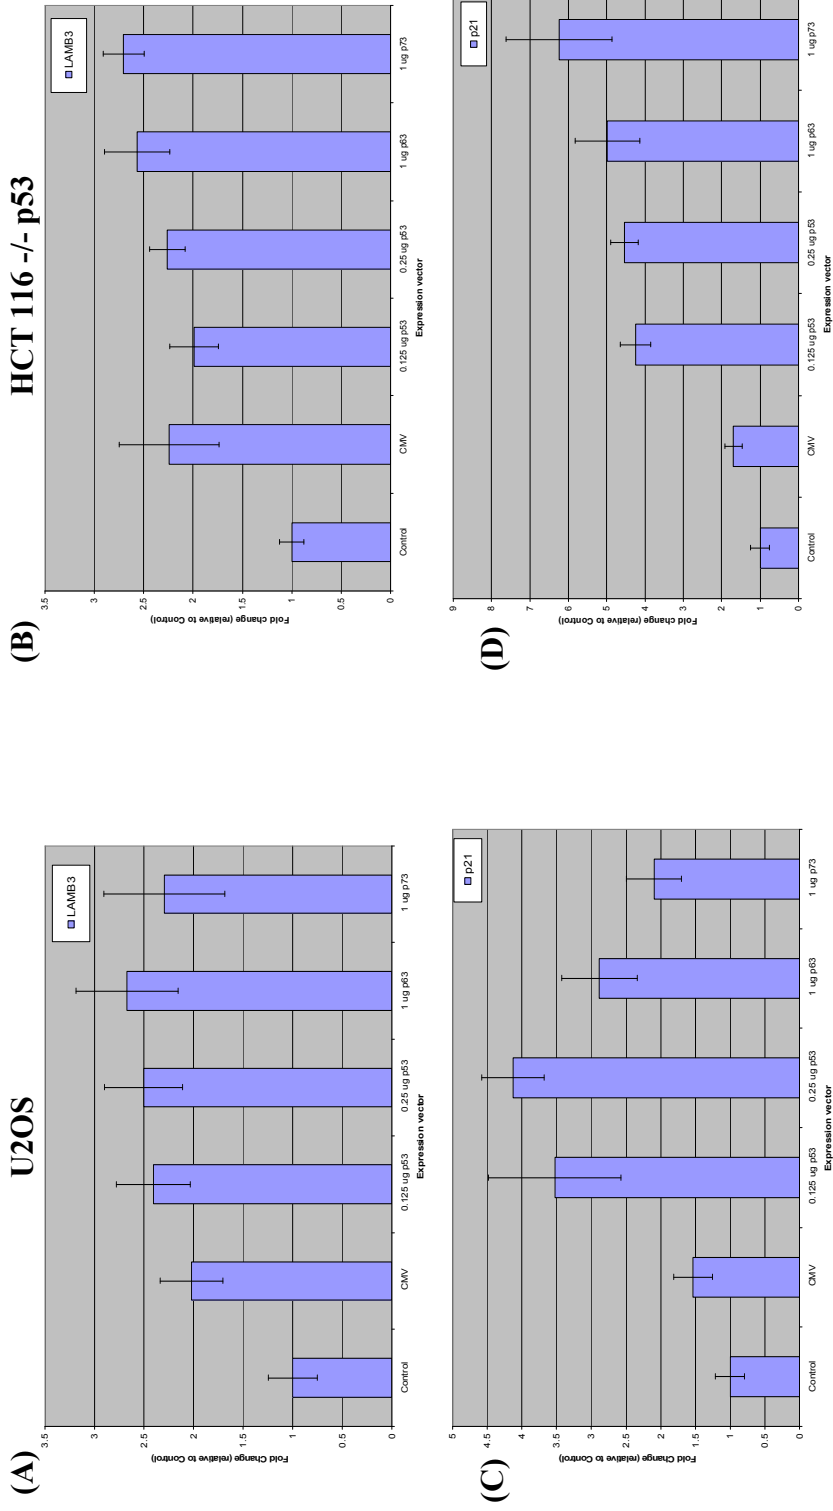 U2OS
HCT 116 -/- p53
(A)
Fold Change (relative to Control)
3.5
3
2.5
2
1.5
1
0.5
0
LAMB3
Control
CMV
0.125 ug p53
0.25 ug p53
1 ug p63
1 ug p73
Expression vector
(B)
Fold change (relative to Control)
3.5
3
2.5
2
1.5
1
0.5
0
LAMB3
Control
CMV
0.125 ug p53
0.25 ug p53
1 ug p63
1 ug p73
Expression vector
(C)
Fold Change (relative to Control)
5
4.5
4
3.5
3
2.5
2
1.5
1
0.5
0
p21
Control
CMV
0.125 ug p53
0.25 ug p53
1 ug p63
1 ug p73
Expression vector
(D)
Fold change (relative to Control)
9
8
7
6
5
4
3
2
1
0
p21
Control
CMV
0.125 ug p53
0.25 ug p53
1 ug p63
1 ug p73
Expression vector